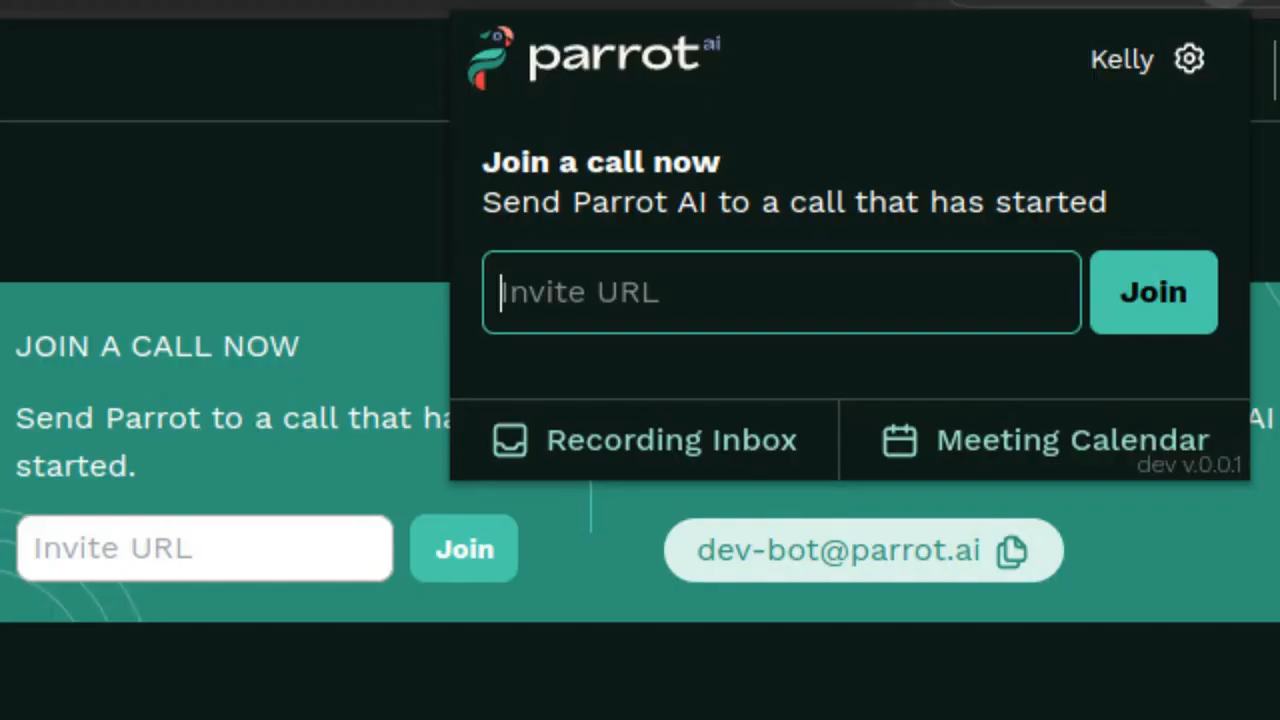 parrot ai
Kelly
Join a call now
Send Parrot AI to a call that has started
Invite URL
Join
Recording Inbox
Meeting Calendar
dev v.0.0.1
JOIN A CALL NOW
Send Parrot to a call that ha
started.
AI
Invite URL
Join
dev-bot@parrot.ai